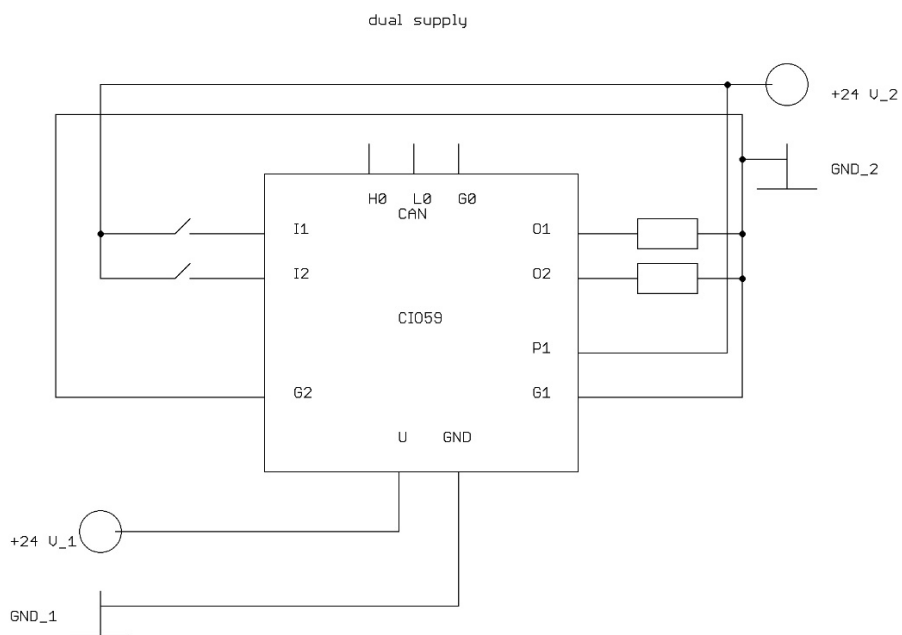 dual supply
+24 V_2
GND_2
H0 L0 G0
CAN
I1 O1
I2 O2
CIO59
P1
G2 G1
U GND
+24 V_1
GND_1